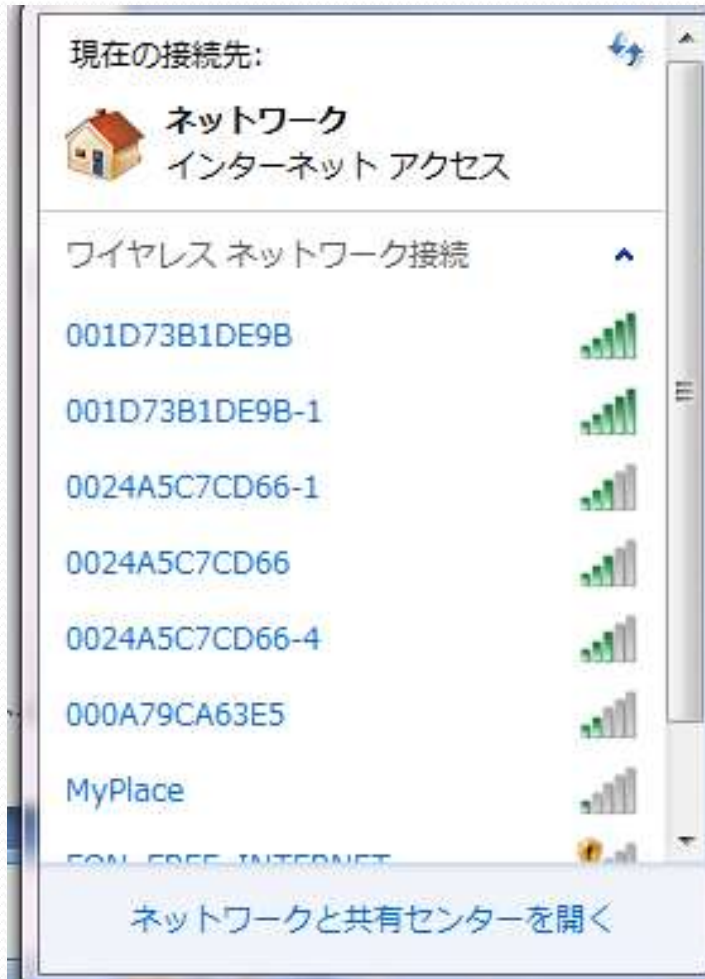 現在の接続先:
ネットワーク
インターネット アクセス
ワイヤレス ネットワーク接続
001D73B1DE9B
001D73B1DE9B-1
0024A5C7CD66-1
0024A5C7CD66
0024A5C7CD66-4
000A79CA63E5
MyPlace
FON_FREE_INTERNET
ネットワークと共有センターを開く